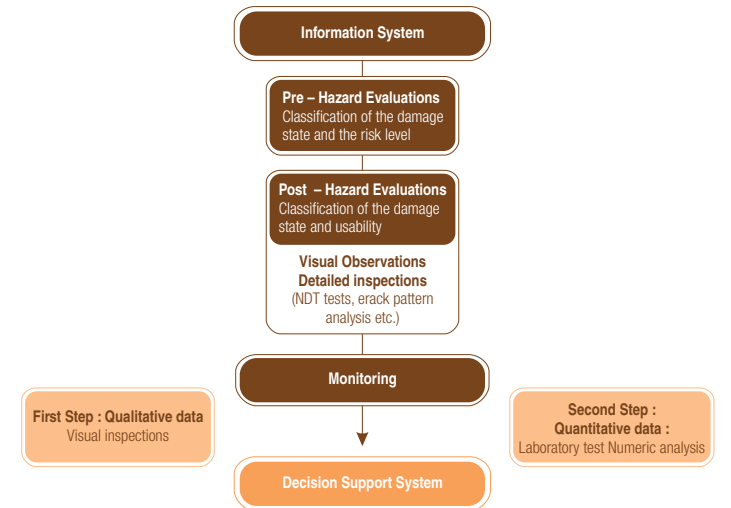 Information System
Pre – Hazard Evaluations
Classification of the damage
state and the risk level
Post – Hazard Evaluations
Classification of the damage
state and usability
Visual Observations
Detailed inspections
(NDT tests, erack pattern
analysis etc.)
Monitoring
First Step : Qualitative data
Visual inspections
Second Step :
Quantitative data :
Laboratory test Numeric analysis
Decision Support System